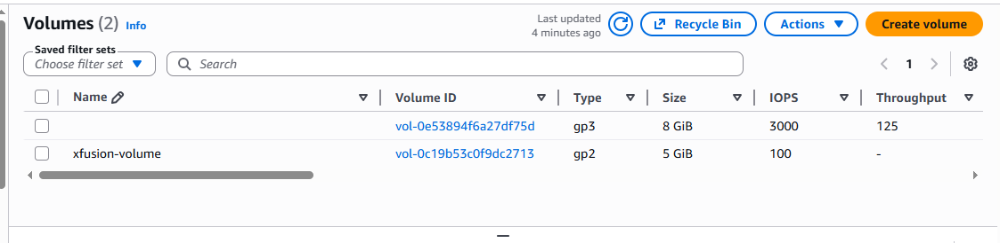 Volumes (2) Info
Last updated
4 minutes ago
Recycle Bin
Actions
Create volume
Saved filter sets
Choose filter set
Search
1
Name Volume ID Type Size IOPS Throughput
vol-0e53894f6a27df75d gp3 8 GiB 3000 125
xfusion-volume vol-0c19b53c0f9dc2713 gp2 5 GiB 100 -